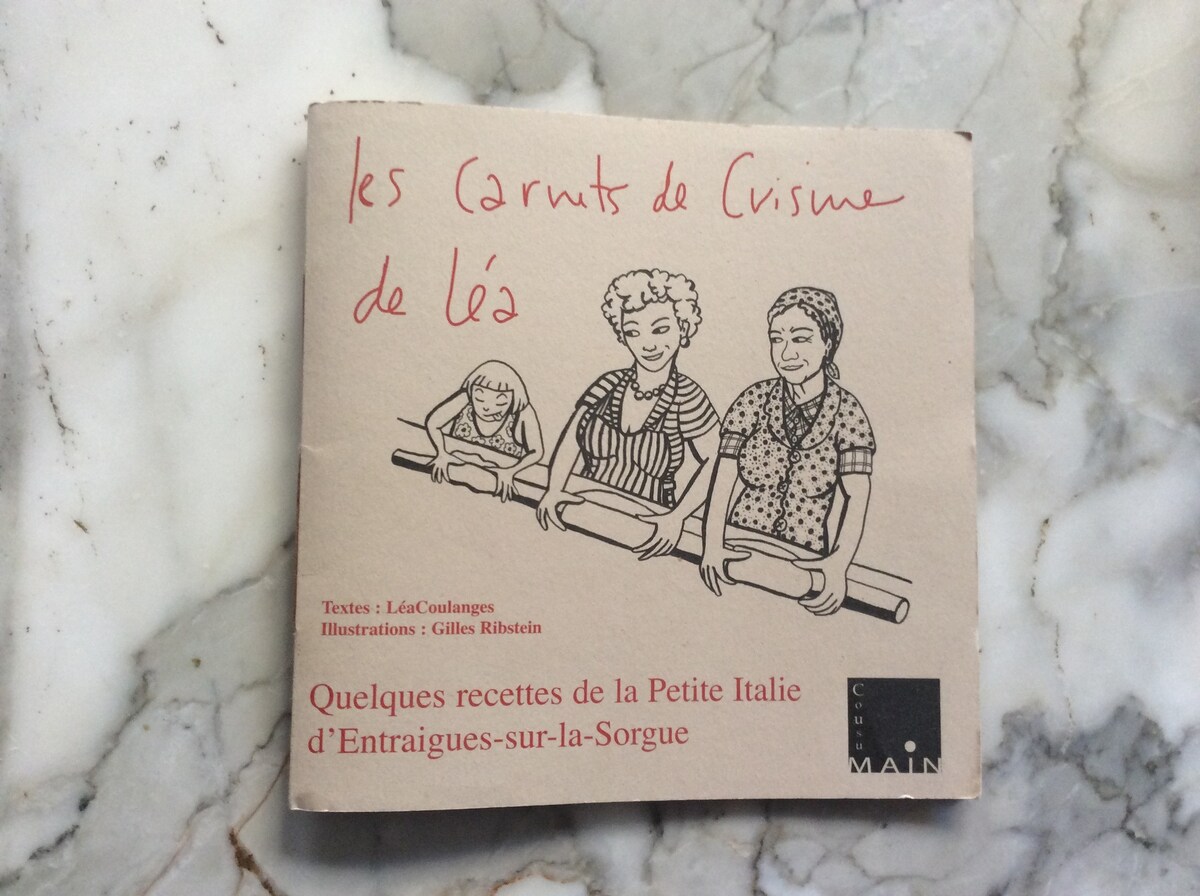 les Carnets de Cuisine
de Léa
Textes : LéaCoulanges
Illustrations : Gilles Ribstein
Quelques recettes de la Petite Italie
d'Entraigues-sur-la-Sorgue
Cousu
MAiN